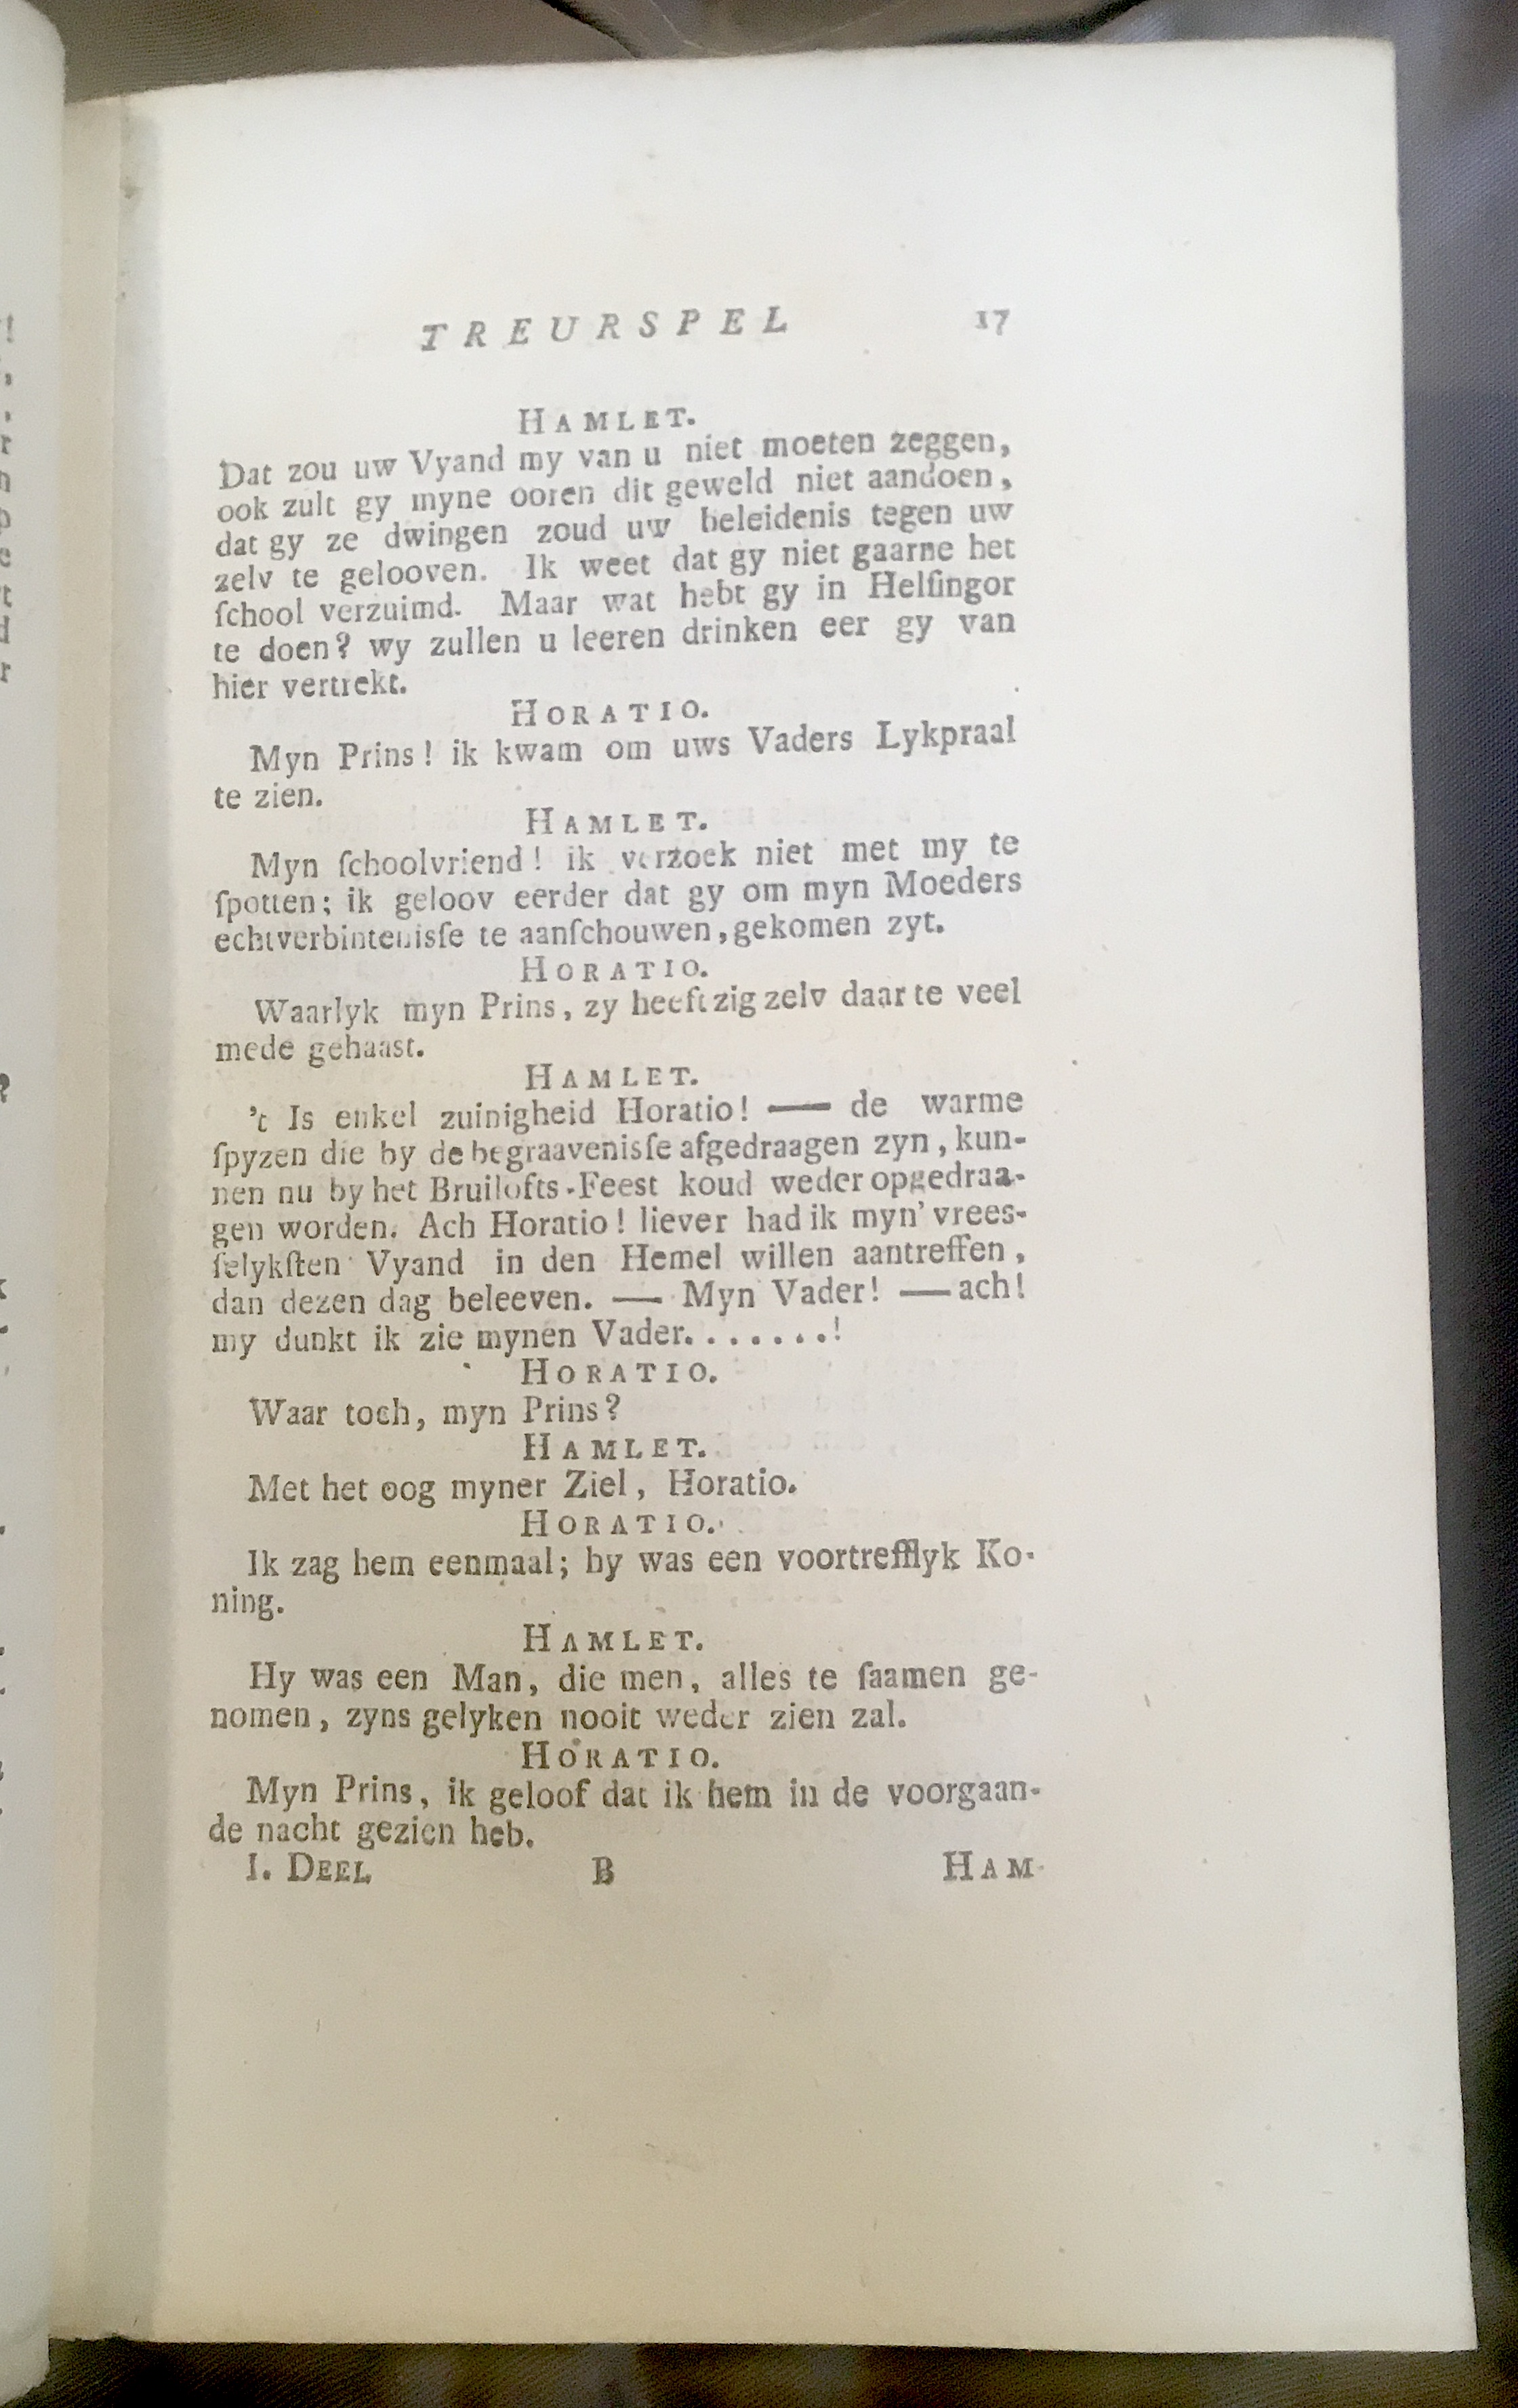 TREURSPEL 17
HAMLET.
Dat zou uw Vyand my van u niet moeten zeggen,
ook zult gy myne ooren dit geweld niet aandoen,
dat gy ze dwingen zoud uw beleidenis tegen uw
zelv te gelooven. Ik weet dat gy niet gaarne het
ſchool verzuimd. Maar wat hebt gy in Helſingor
te doen? wy zullen u leeren drinken eer gy van
hier vertrekt.
HORATIO.
Myn Prins! ik kwam om uws Vaders Lykpraal
te zien.
HAMLET.
Myn ſchoolvriend! ik verzoek niet met my te
ſpotten; ik geloov eerder dat gy om myn Moeders
echtverbintenisſe te aanſchouwen, gekomen zyt.
HORATIO.
Waarlyk myn Prins, zy heeft zig zelv daar te veel
mede gehaast.
HAMLET.
't Is enkel zuinigheid Horatio! — de warme
ſpyzen die by de begraavenisſe afgedraagen zyn, kun-
nen nu by het Bruilofts-Feest koud weder opgedraa-
gen worden. Ach Horatio! liever had ik myn' vrees-
ſelykſten Vyand in den Hemel willen aantreffen,
dan dezen dag beleeven. — Myn Vader! — ach!
my dunkt ik zie mynen Vader. . . . . . . .!
HORATIO.
Waar toch, myn Prins?
HAMLET.
Met het oog myner Ziel, Horatio.
HORATIO.
Ik zag hem eenmaal; hy was een voortrefflyk Ko-
ning.
HAMLET.
Hy was een Man, die men, alles te ſaamen ge-
nomen, zyns gelyken nooit weder zien zal.
HORATIO.
Myn Prins, ik geloof dat ik hem in de voorgaan-
de nacht gezien heb.
I. DEEL B HAM-